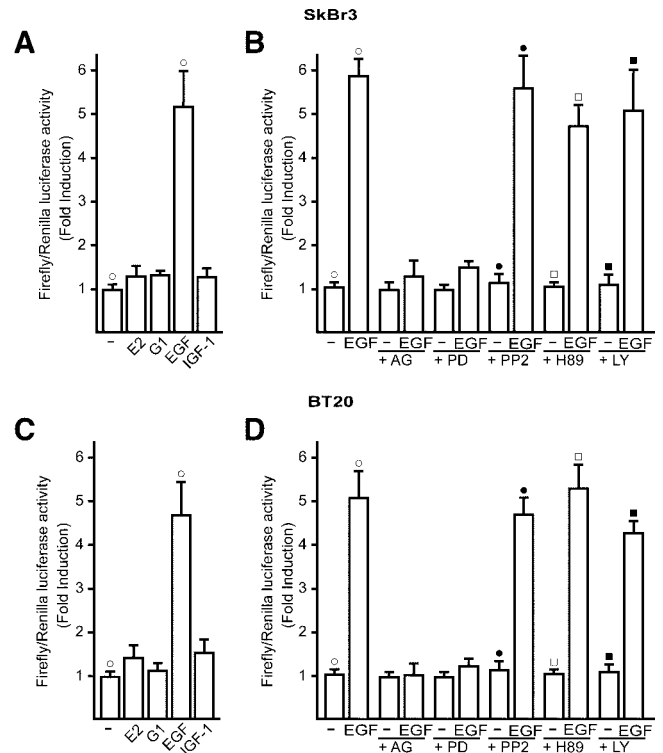 SkBr3
A
B
Firefly/Renilla luciferase activity
(Fold Induction)
6
5
4
3
2
1
– E2 G1 EGF IGF-1
Firefly/Renilla luciferase activity
(Fold Induction)
6
5
4
3
2
1
– EGF – EGF – EGF – EGF – EGF – EGF
+ AG + PD + PP2 + H89 + LY
BT20
C
D
Firefly/Renilla luciferase activity
(Fold Induction)
6
5
4
3
2
1
– E2 G1 EGF IGF-1
Firefly/Renilla luciferase activity
(Fold Induction)
6
5
4
3
2
1
– EGF – EGF – EGF – EGF – EGF – EGF
+ AG + PD + PP2 + H89 + LY